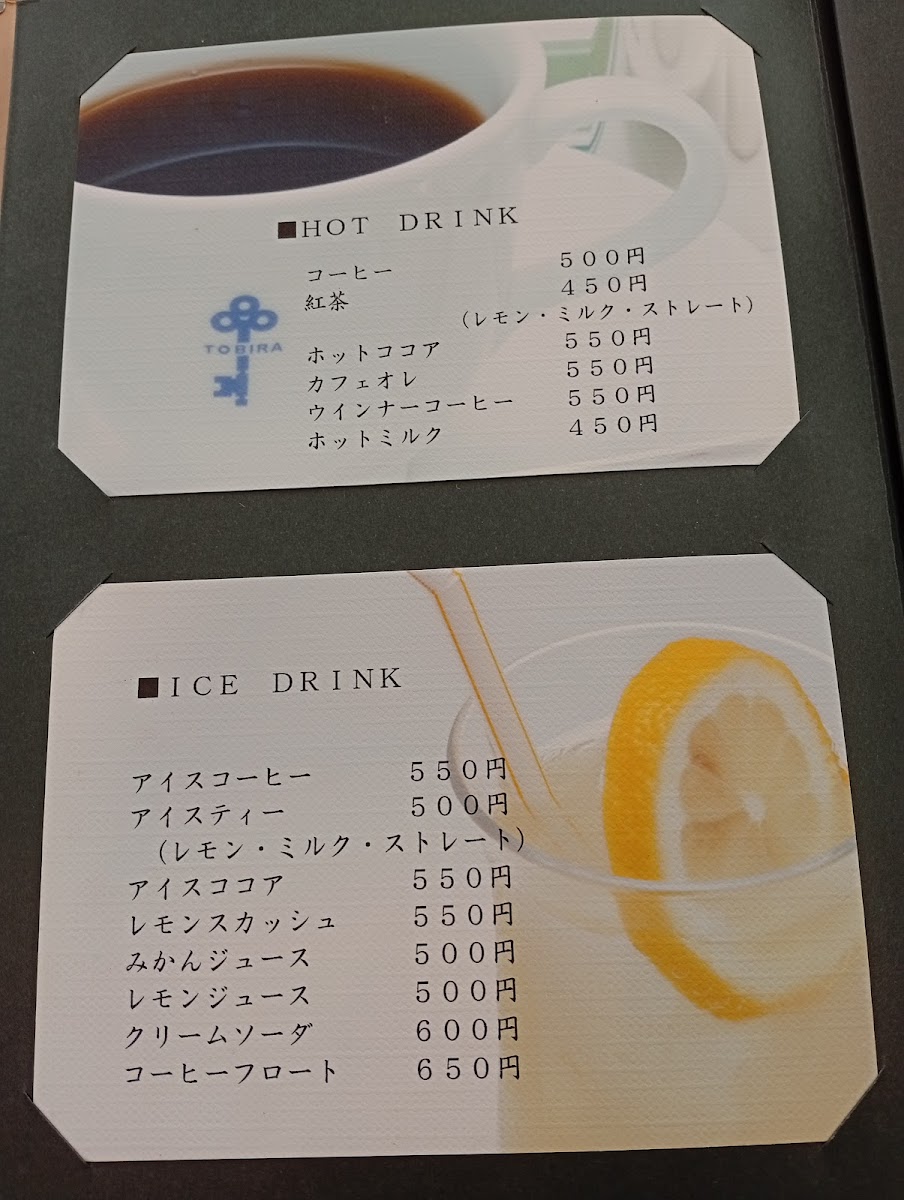 ■HOT DRINK
コーヒー ５００円
紅茶 ４５０円
（レモン・ミルク・ストレート）
ホットココア ５５０円
カフェオレ ５５０円
ウインナーコーヒー ５５０円
ホットミルク ４５０円
TOBIRA
■ICE DRINK
アイスコーヒー ５５０円
アイスティー ５００円
（レモン・ミルク・ストレート）
アイスココア ５５０円
レモンスカッシュ ５５０円
みかんジュース ５００円
レモンジュース ５００円
クリームソーダ ６００円
コーヒーフロート ６５０円